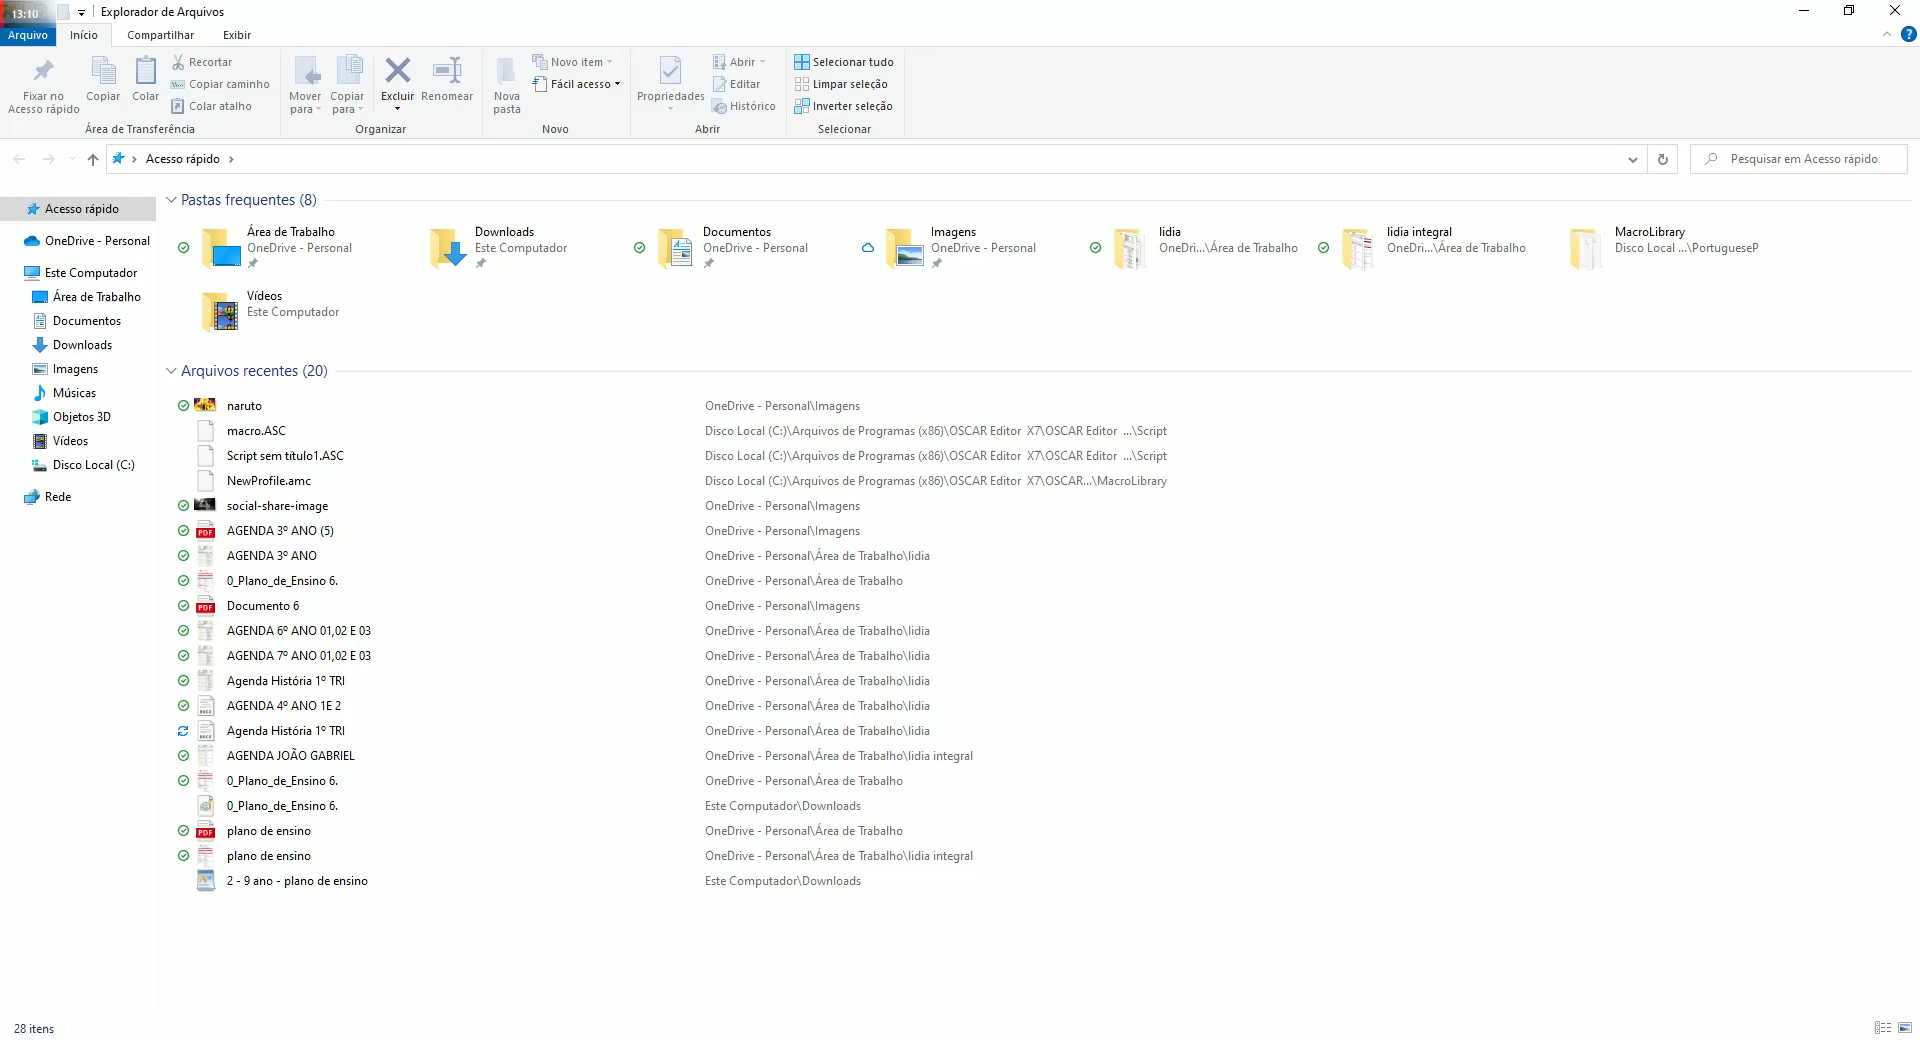 13:10
Explorador de Arquivos
Arquivo Início Compartilhar Exibir
Fixar no Acesso rápido
Copiar
Colar
Recortar
Copiar caminho
Colar atalho
Área de Transferência
Mover para
Copiar para
Excluir
Renomear
Organizar
Nova pasta
Novo item
Fácil acesso
Novo
Propriedades
Abrir
Editar
Histórico
Abrir
Selecionar tudo
Limpar seleção
Inverter seleção
Selecionar
Acesso rápido
Pesquisar em Acesso rápido
Acesso rápido
OneDrive - Personal
Este Computador
Área de Trabalho
Documentos
Downloads
Imagens
Músicas
Objetos 3D
Vídeos
Disco Local (C:)
Rede
Pastas frequentes (8)
Área de Trabalho
OneDrive - Personal
Downloads
Este Computador
Documentos
OneDrive - Personal
Imagens
OneDrive - Personal
lidia
OneDri...\Área de Trabalho
lidia integral
OneDri...\Área de Trabalho
MacroLibrary
Disco Local ...\PortugueseP
Vídeos
Este Computador
Arquivos recentes (20)
naruto OneDrive - Personal\Imagens
macro.ASC Disco Local (C:)\Arquivos de Programas (x86)\OSCAR Editor X7\OSCAR Editor ...\Script
Script sem título1.ASC Disco Local (C:)\Arquivos de Programas (x86)\OSCAR Editor X7\OSCAR Editor ...\Script
NewProfile.amc Disco Local (C:)\Arquivos de Programas (x86)\OSCAR Editor X7\OSCAR...\MacroLibrary
social-share-image OneDrive - Personal\Imagens
AGENDA 3º ANO (5) OneDrive - Personal\Imagens
AGENDA 3º ANO OneDrive - Personal\Área de Trabalho\lidia
0_Plano_de_Ensino 6. OneDrive - Personal\Área de Trabalho
Documento 6 OneDrive - Personal\Imagens
AGENDA 6º ANO 01,02 E 03 OneDrive - Personal\Área de Trabalho\lidia
AGENDA 7º ANO 01,02 E 03 OneDrive - Personal\Área de Trabalho\lidia
Agenda História 1º TRI OneDrive - Personal\Área de Trabalho\lidia
AGENDA 4º ANO 1E 2 OneDrive - Personal\Área de Trabalho\lidia
Agenda História 1º TRI OneDrive - Personal\Área de Trabalho\lidia
AGENDA JOÃO GABRIEL OneDrive - Personal\Área de Trabalho\lidia integral
0_Plano_de_Ensino 6. OneDrive - Personal\Área de Trabalho
0_Plano_de_Ensino 6. Este Computador\Downloads
plano de ensino OneDrive - Personal\Área de Trabalho
plano de ensino OneDrive - Personal\Área de Trabalho\lidia integral
2 - 9 ano - plano de ensino Este Computador\Downloads
28 itens